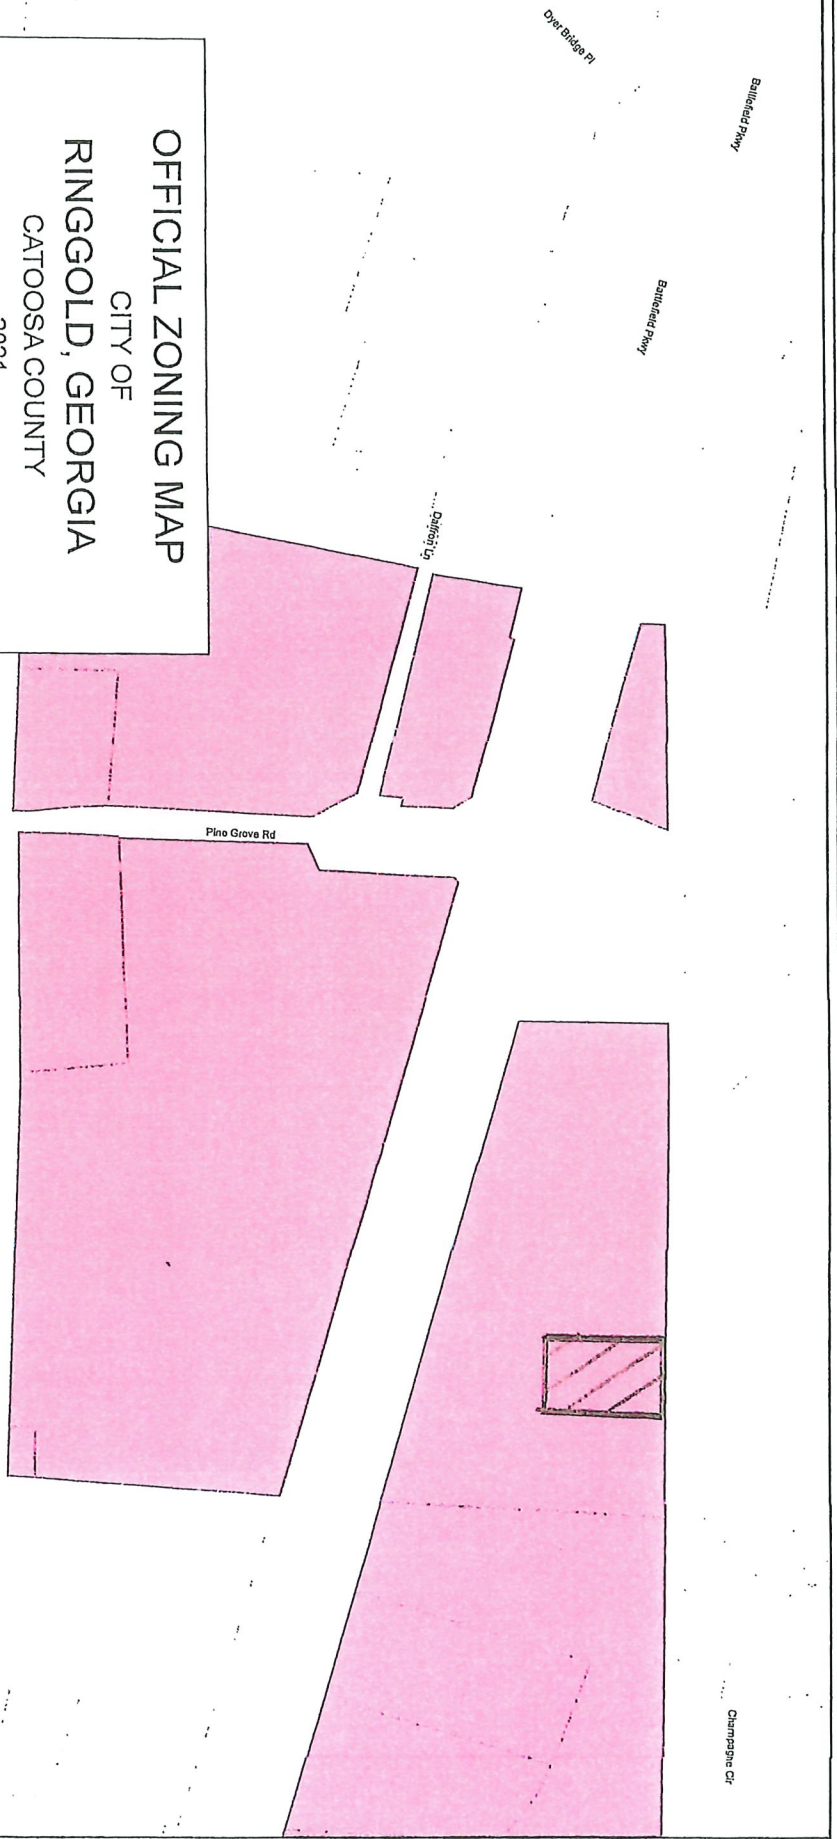 OFFICIAL ZONING MAP
CITY OF
RINGGOLD, GEORGIA
CATOOSA COUNTY
Dyer Bridge Pl
Battlefield Pkwy
Battlefield Pkwy
Daffron Ln
Pine Grove Rd
Champagne Cir